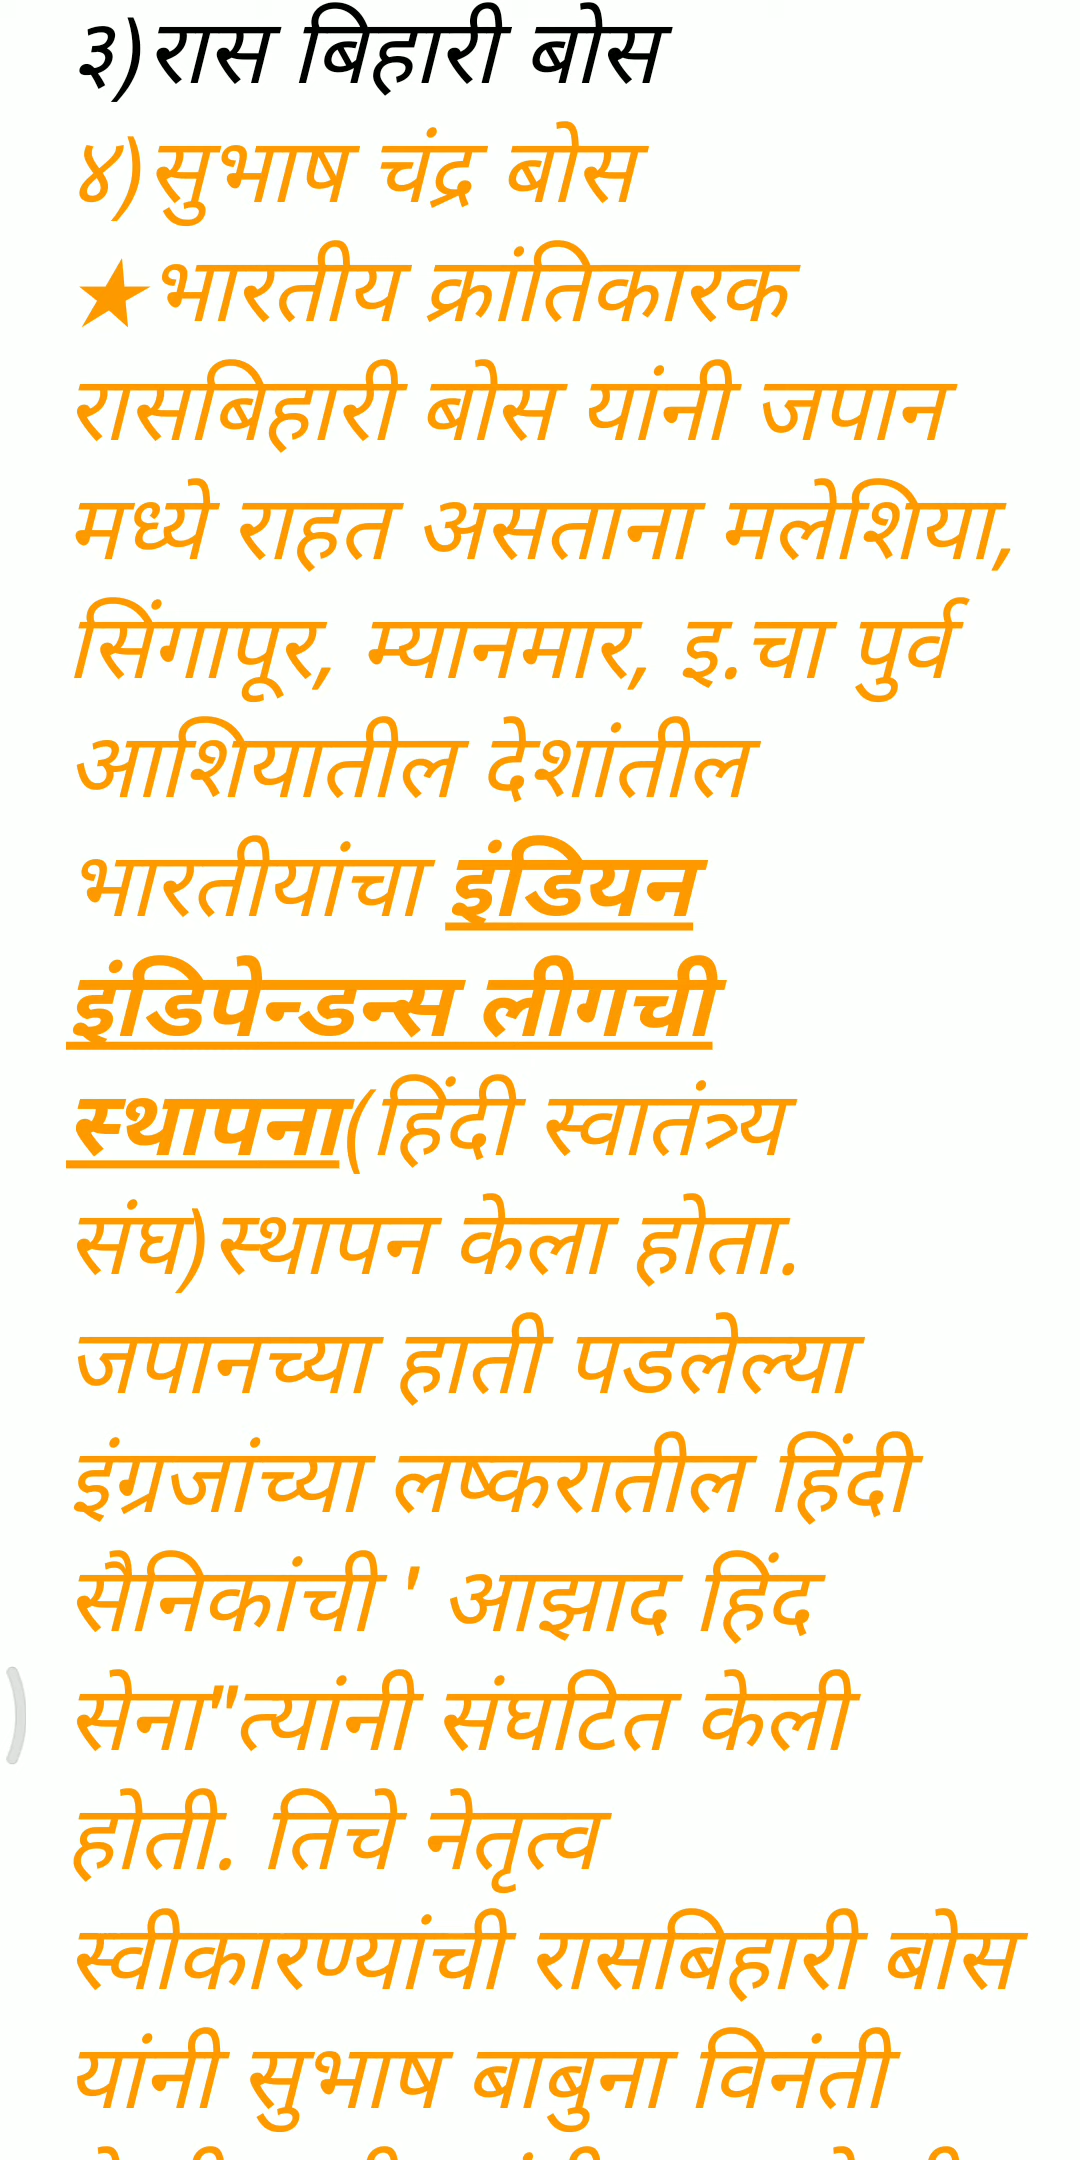 ३)रास बिहारी बोस
४)सुभाष चंद्र बोस
★भारतीय क्रांतिकारक
रासबिहारी बोस यांनी जपान
मध्ये राहत असताना मलेशिया,
सिंगापूर, म्यानमार, इ.चा पुर्व
आशियातील देशांतील
भारतीयांचा इंडियन
इंडिपेन्डन्स लीगची
स्थापना(हिंदी स्वातंत्र्य
संघ)स्थापन केला होता.
जपानच्या हाती पडलेल्या
इंग्रजांच्या लष्करातील हिंदी
सैनिकांची ' आझाद हिंद
सेना"त्यांनी संघटित केली
होती. तिचे नेतृत्व
स्वीकारण्यांची रासबिहारी बोस
यांनी सुभाष बाबुना विनंती